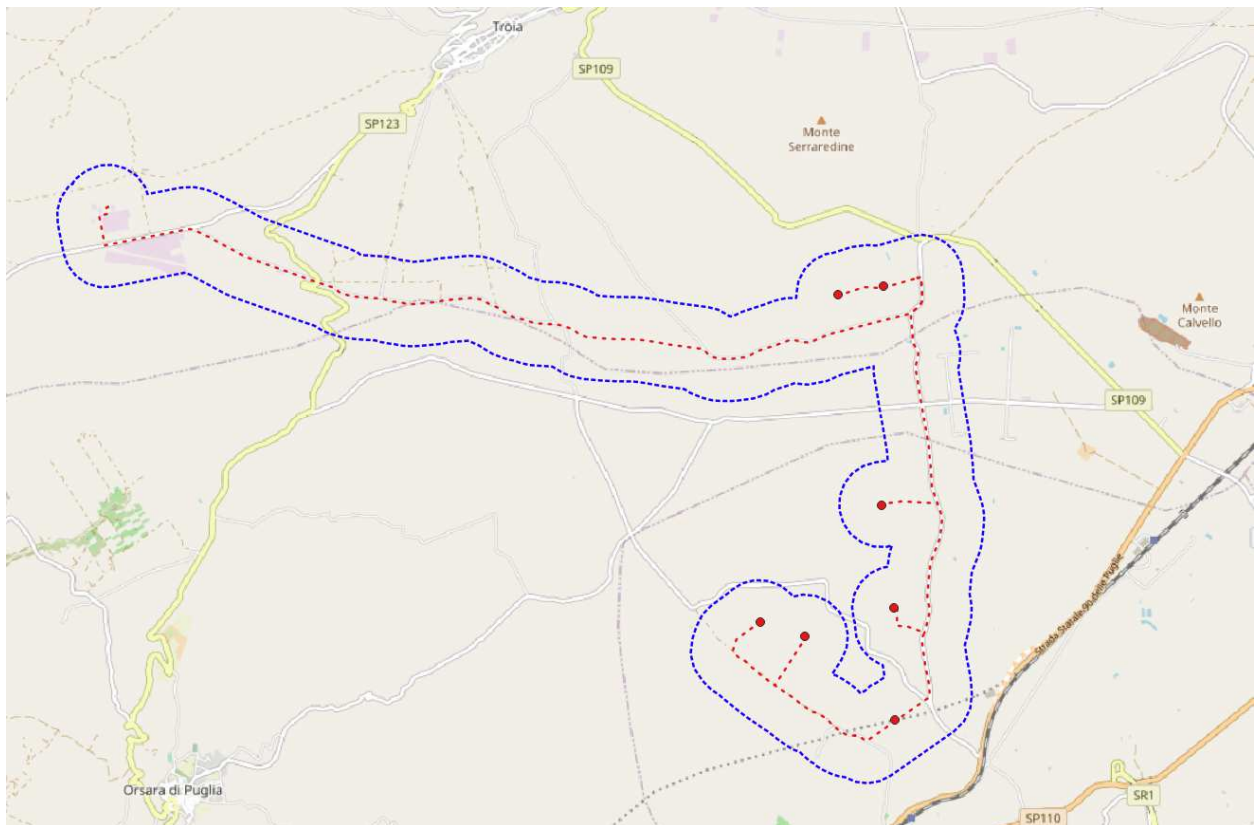 Troia
SP109
SP123
Monte
Serraredine
Monte
Calvello
SP109
Strada Statale 90 delle Puglie
Orsara di Puglia
SR1
SP110